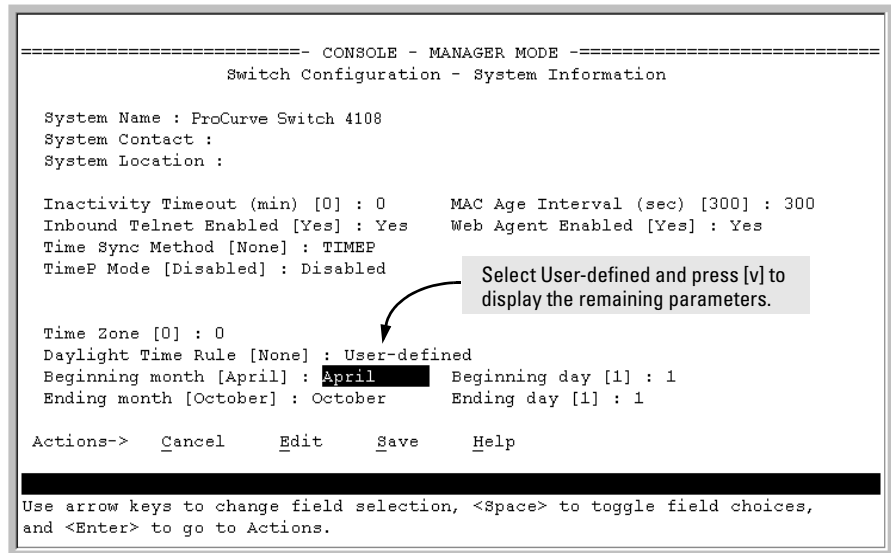 ==========================- CONSOLE - MANAGER MODE -============================
Switch Configuration - System Information
System Name : ProCurve Switch 4108
System Contact :
System Location :
Inactivity Timeout (min) [0] : 0 MAC Age Interval (sec) [300] : 300
Inbound Telnet Enabled [Yes] : Yes Web Agent Enabled [Yes] : Yes
Time Sync Method [None] : TIMEP
TimeP Mode [Disabled] : Disabled
Select User-defined and press [v] to
display the remaining parameters.
Time Zone [0] : 0
Daylight Time Rule [None] : User-defined
Beginning month [April] : April Beginning day [1] : 1
Ending month [October] : October Ending day [1] : 1
Actions-> Cancel Edit Save Help
Use arrow keys to change field selection, <Space> to toggle field choices,
and <Enter> to go to Actions.